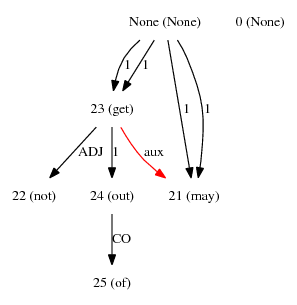 None (None) 0 (None)
1 1 1 1
23 (get)
ADJ 1 aux
22 (not) 24 (out) 21 (may)
CO
25 (of)